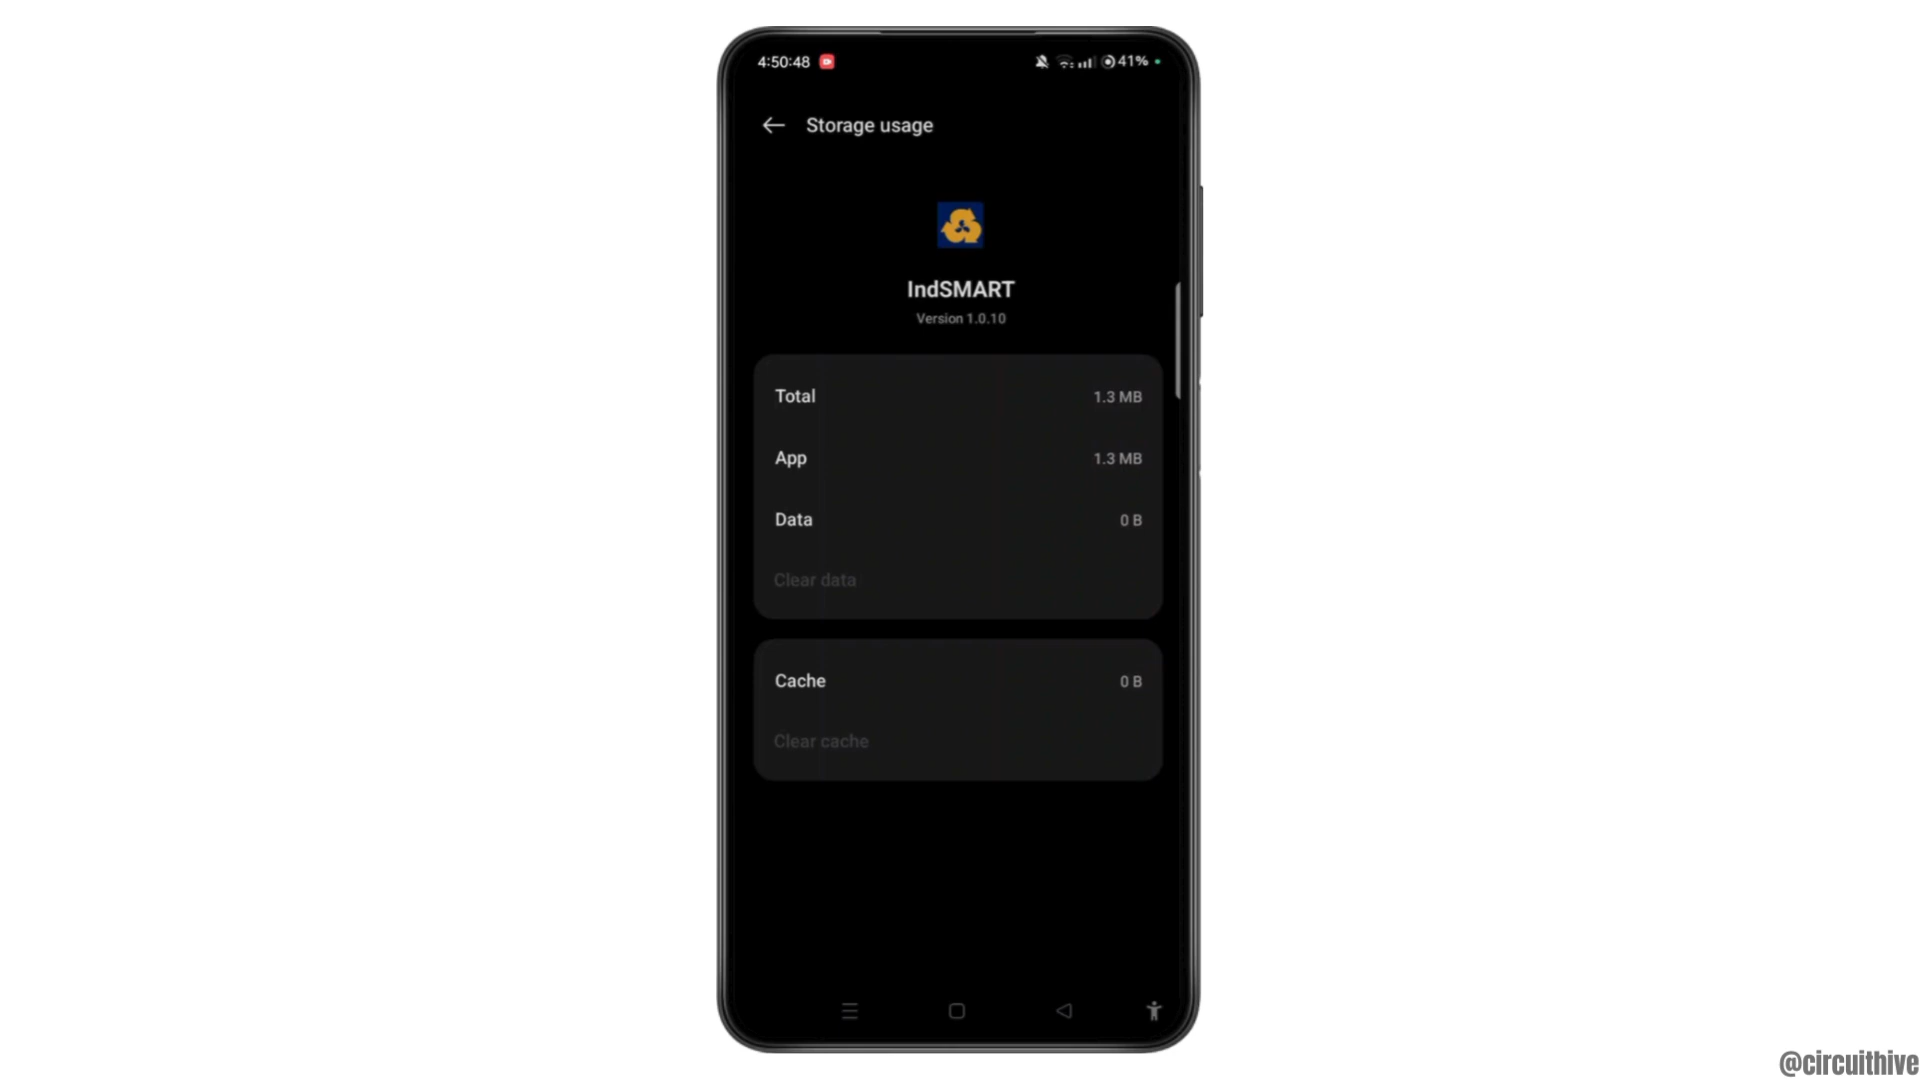 4:50:48
41%
Storage usage
IndSMART
Version 1.0.10
Total 1.3 MB
App 1.3 MB
Data 0 B
Clear data
Cache 0 B
Clear cache
@circuithive